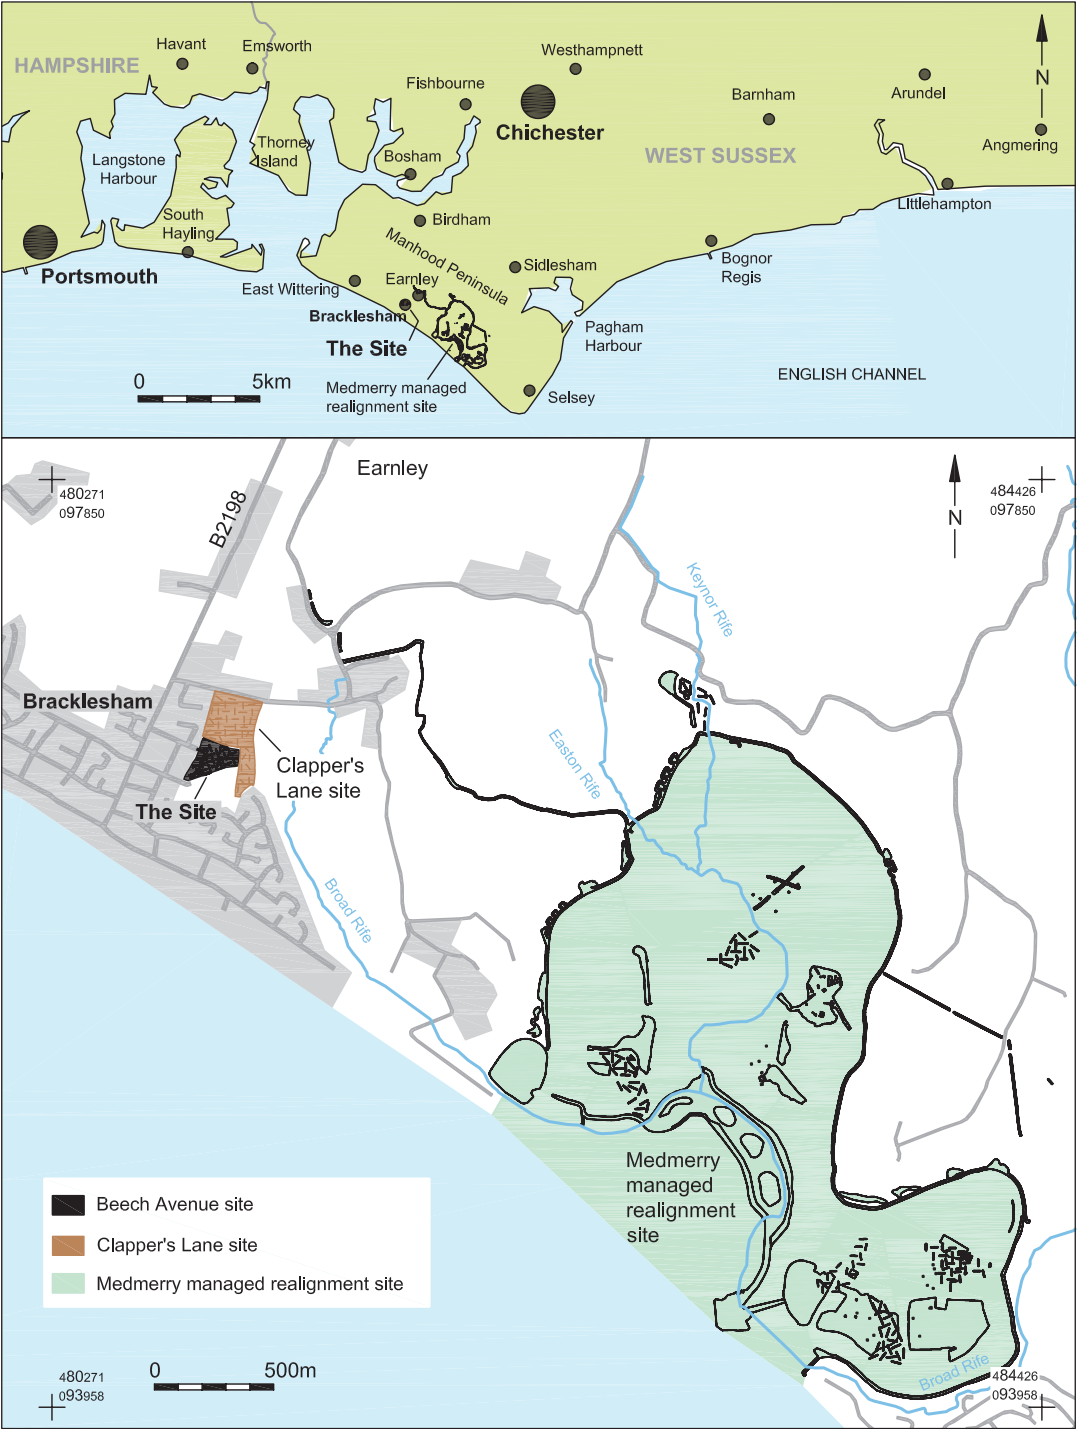 HAMPSHIRE
Havant
Emsworth
Westhampnett
Fishbourne
Chichester
Barnham
Arundel
N
Angmering
Langstone
Harbour
Thorney
Island
Bosham
WEST SUSSEX
Littlehampton
South
Hayling
Birdham
Manhood Peninsula
Portsmouth
Sidlesham
Bognor
Regis
East Wittering
Earnley
Bracklesham
The Site
Pagham
Harbour
0
5km
Medmerry managed
realignment site
Selsey
ENGLISH CHANNEL
480271
097850
B2198
Earnley
484426
097850
N
Keynor Rife
Bracklesham
Easton Rife
Clapper's
Lane site
The Site
Broad Rife
Medmerry
managed
realignment
site
Beech Avenue site
Clapper's Lane site
Medmerry managed realignment site
0
500m
480271
093958
Broad Rife
484426
093958